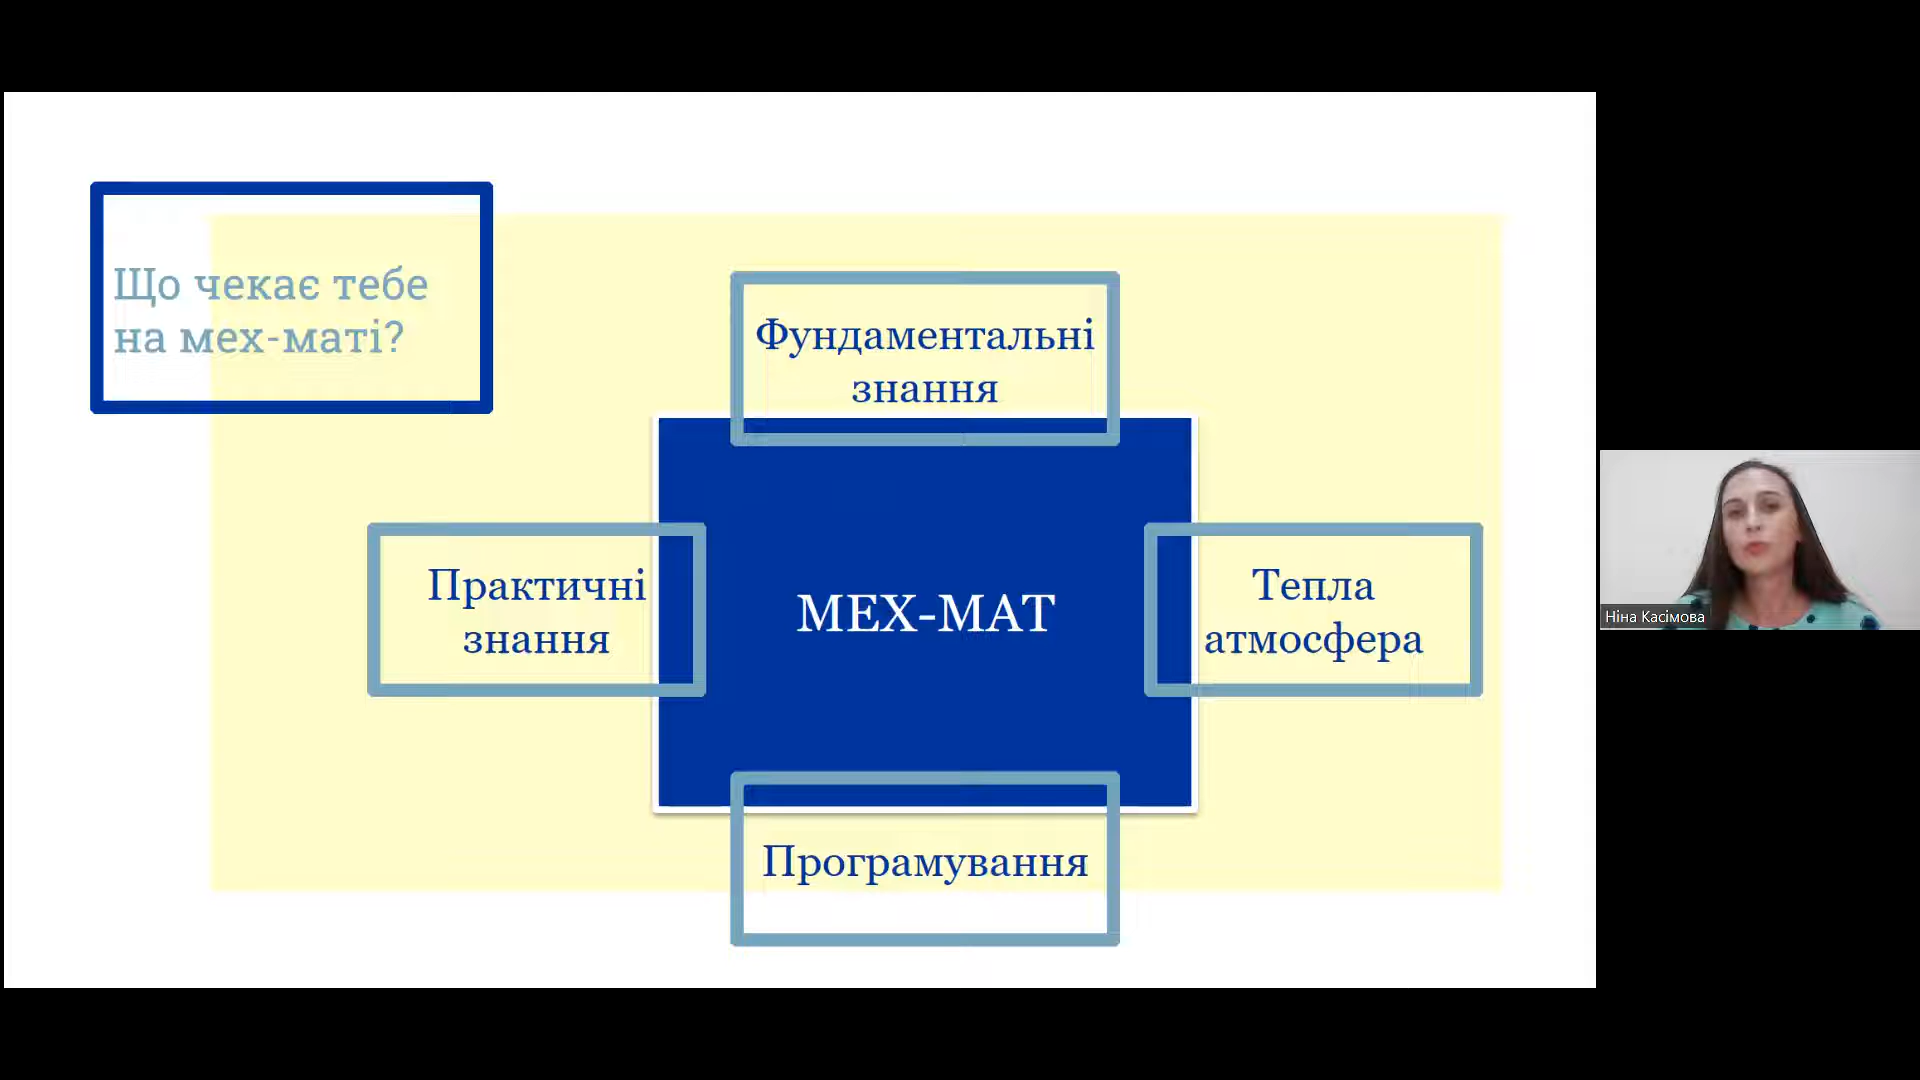 Що чекає тебе
на мех-маті?
Фундаментальні
знання
Практичні
знання
МЕХ-МАТ
Тепла
атмосфера
Програмування
Ніна Касімова